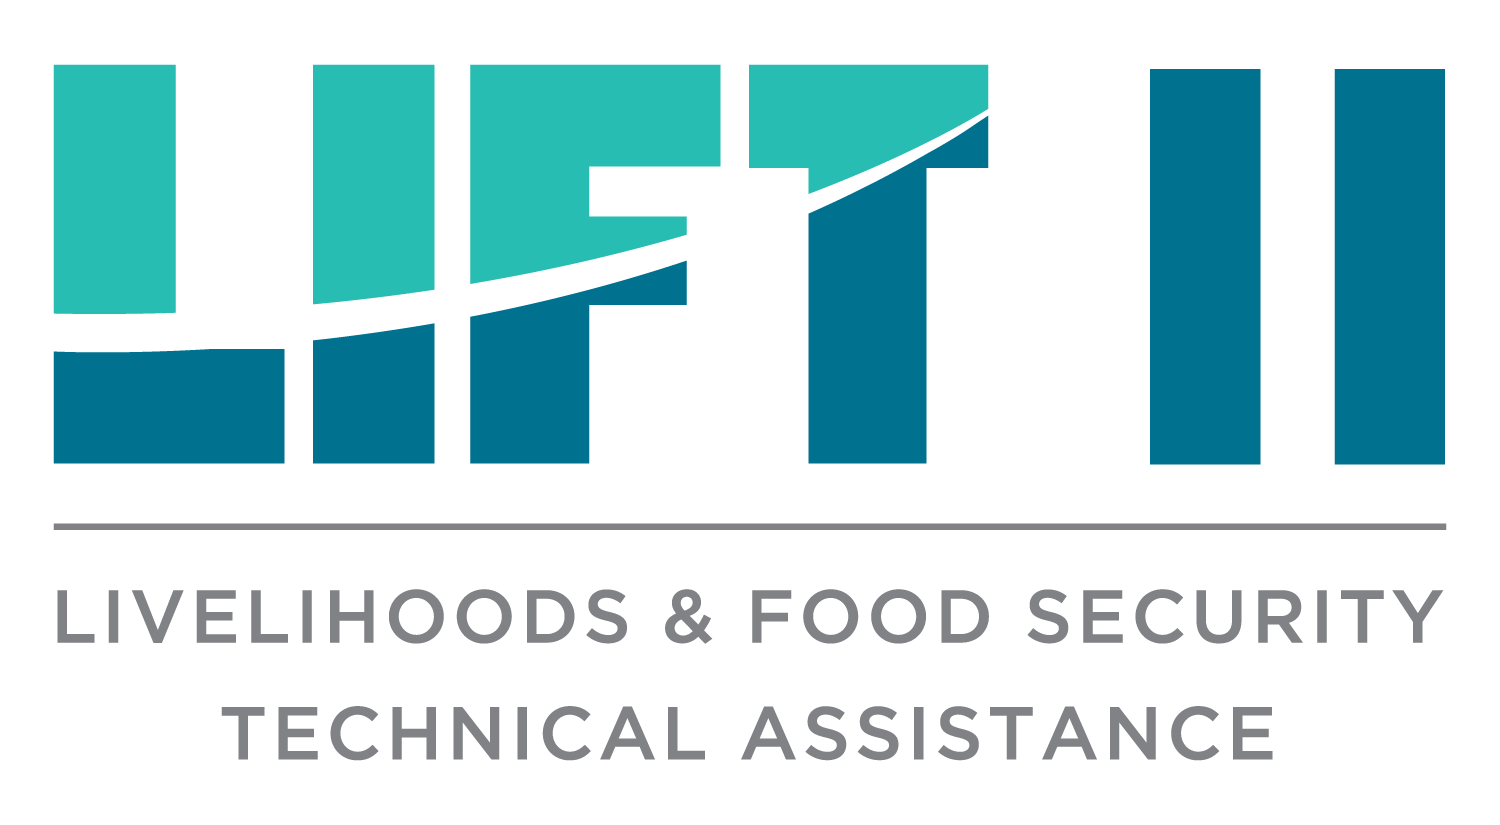 LIFT II
LIVELIHOODS & FOOD SECURITY
TECHNICAL ASSISTANCE